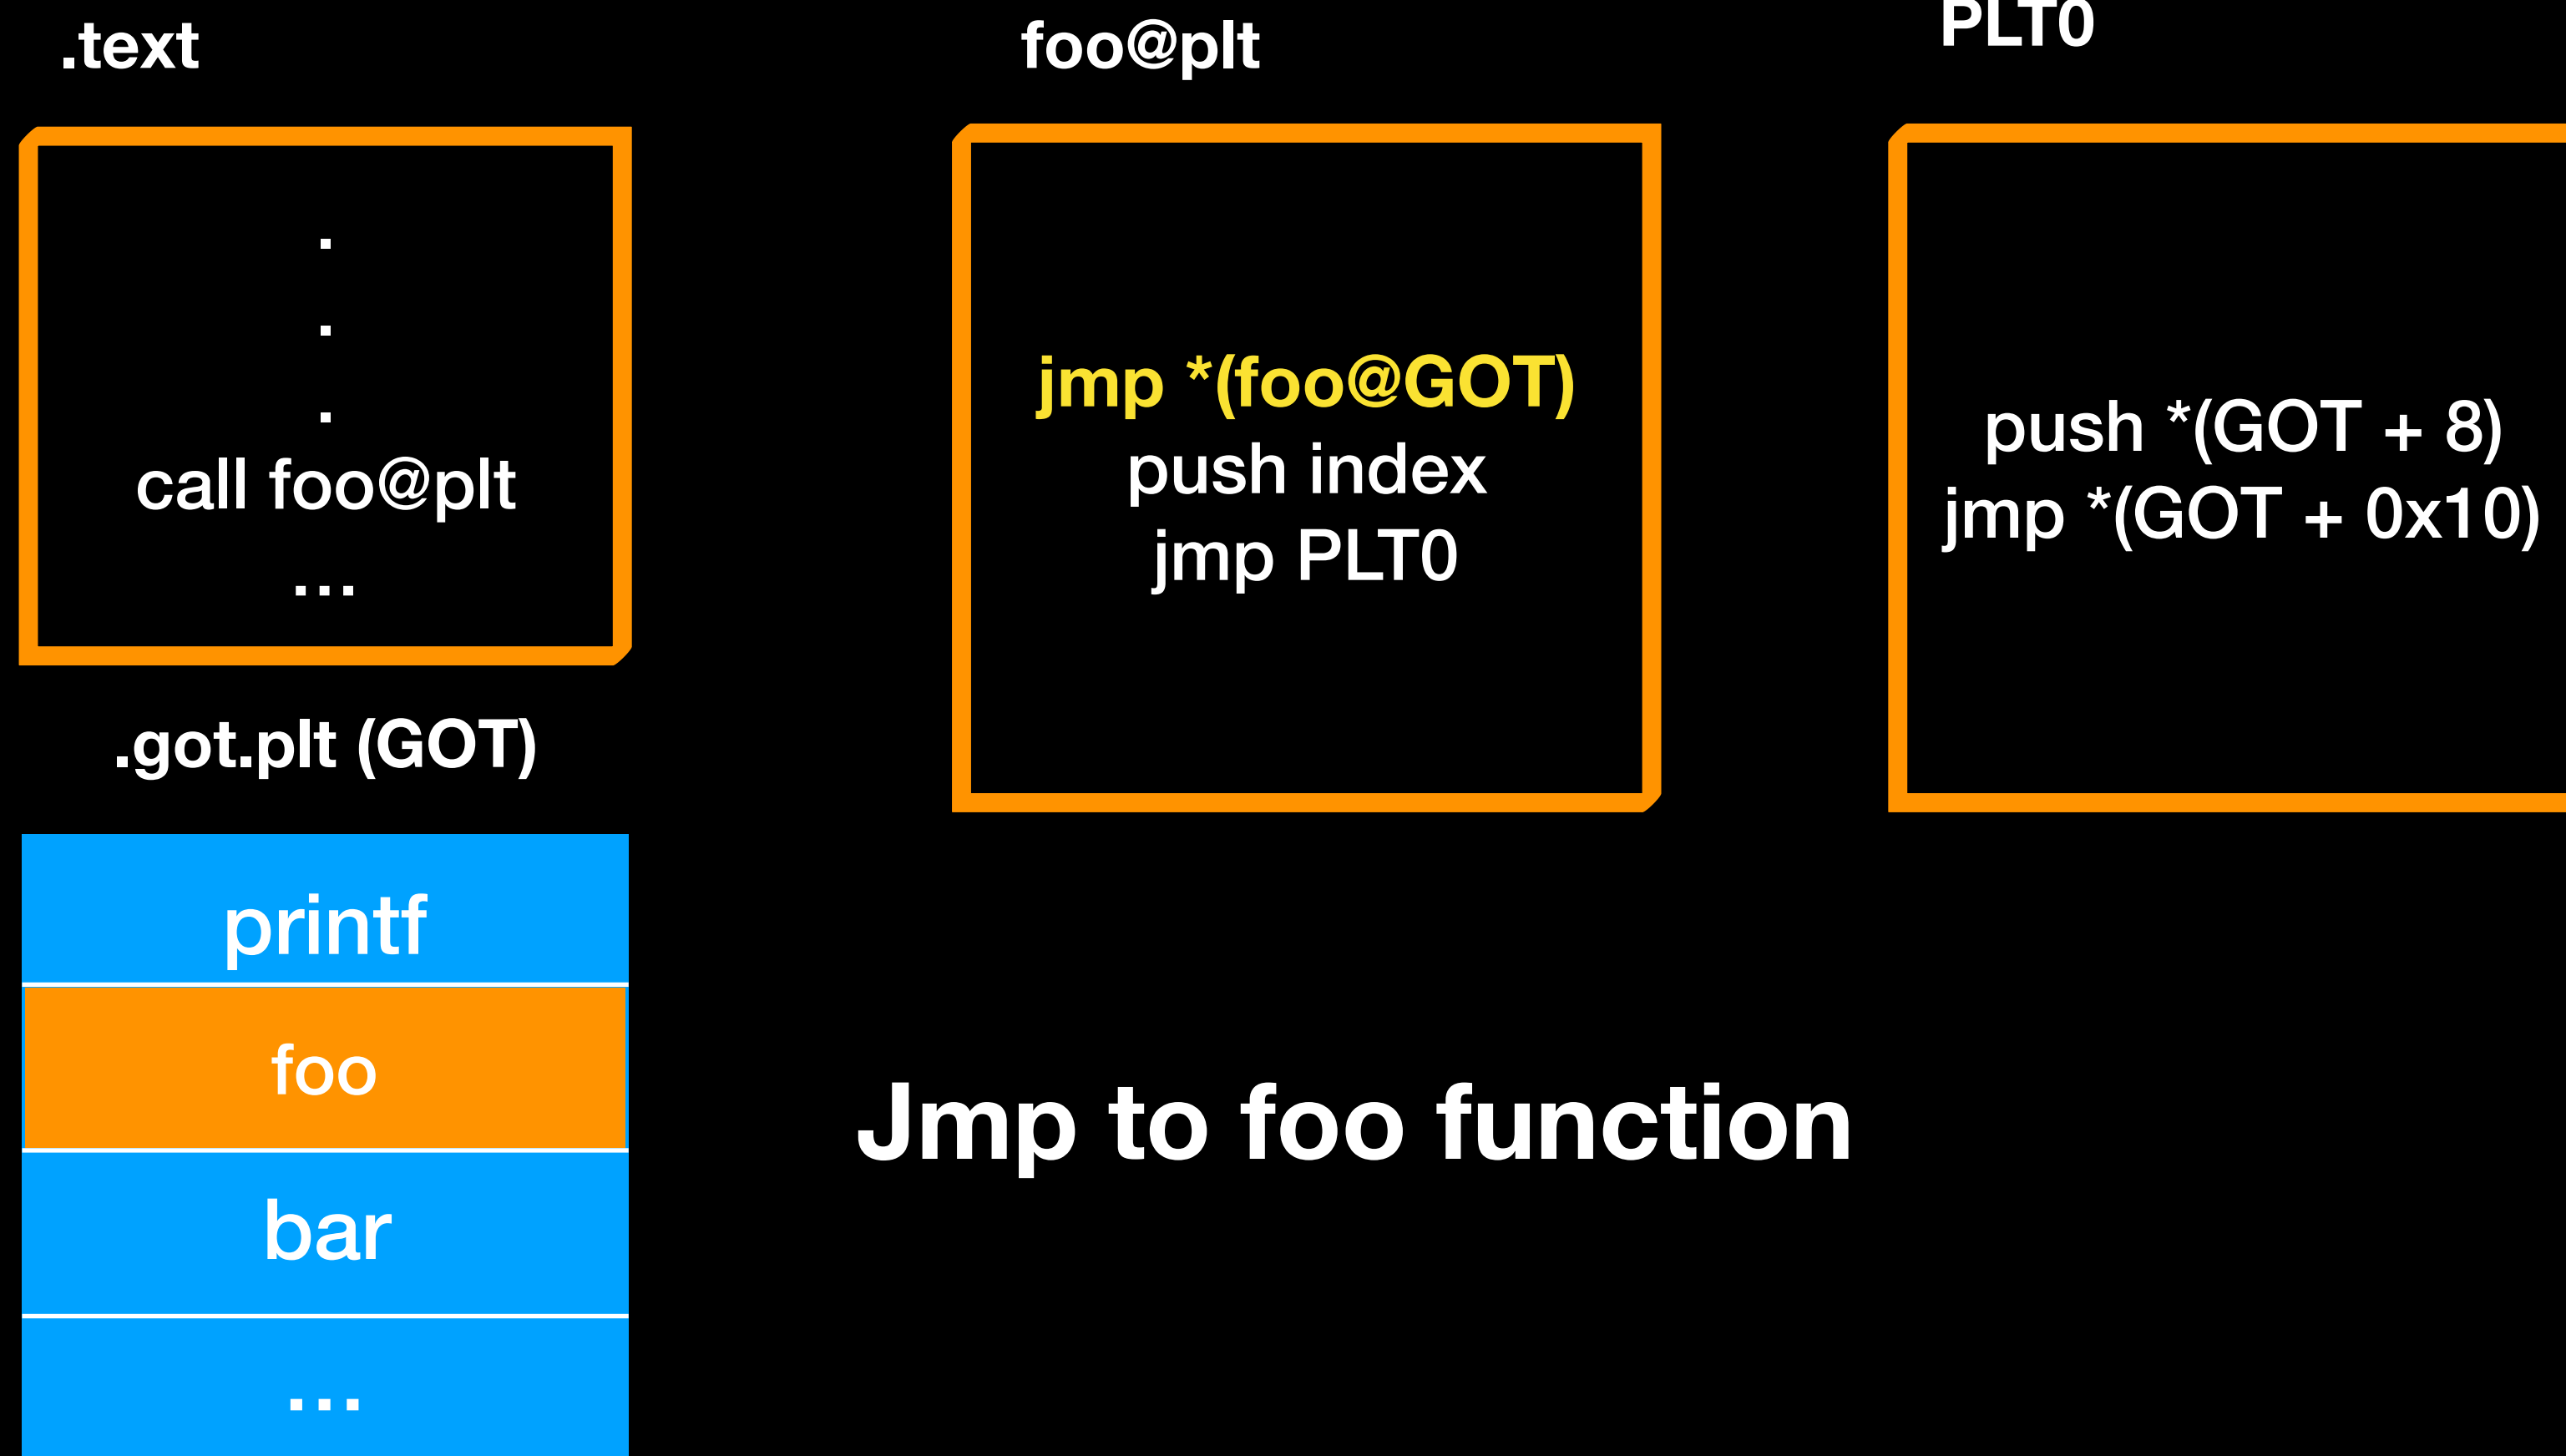 .text
.
.
.
call foo@plt
...
foo@plt
jmp *(foo@GOT)
push index
jmp PLT0
PLT0
push *(GOT + 8)
jmp *(GOT + 0x10)
.got.plt (GOT)
printf
foo
bar
...
Jmp to foo function